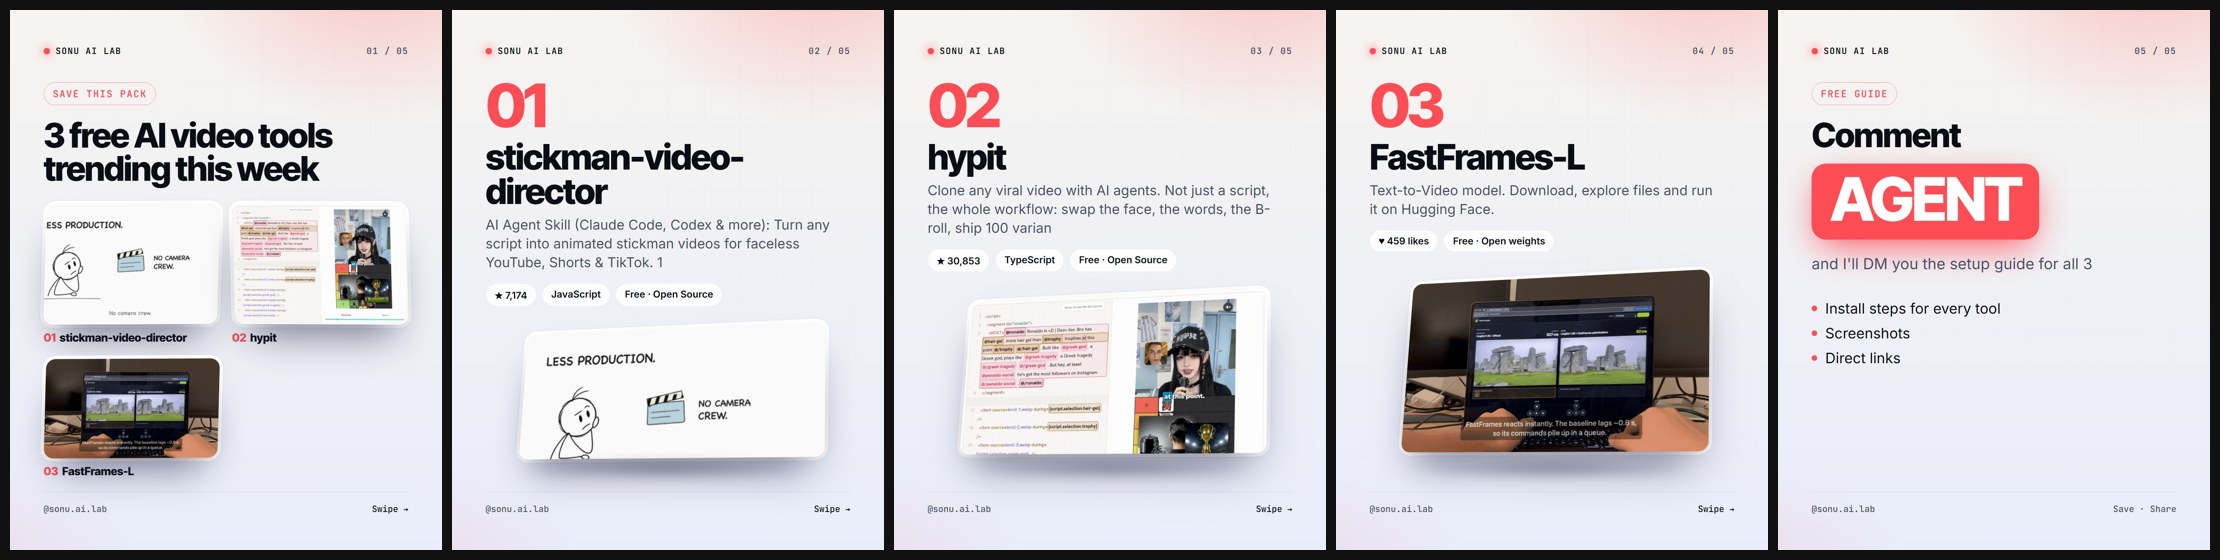 SONU AI LAB
01 / 05
SAVE THIS PACK
3 free AI video tools
trending this week
LESS PRODUCTION.
NO CAMERA
CREW.
No camera crew.
01 stickman-video-director
02 hypit
03 FastFrames-L
@sonu.ai.lab
Swipe →
SONU AI LAB
02 / 05
01
stickman-video-
director
AI Agent Skill (Claude Code, Codex & more): Turn any
script into animated stickman videos for faceless
YouTube, Shorts & TikTok. 1
★ 7,174
JavaScript
Free · Open Source
LESS PRODUCTION.
NO CAMERA
CREW.
@sonu.ai.lab
Swipe →
SONU AI LAB
03 / 05
02
hypit
Clone any viral video with AI agents. Not just a script,
the whole workflow: swap the face, the words, the B-
roll, ship 100 varian
★ 30,853
TypeScript
Free · Open Source
at this point.
@sonu.ai.lab
Swipe →
SONU AI LAB
04 / 05
03
FastFrames-L
Text-to-Video model. Download, explore files and run
it on Hugging Face.
♥ 459 likes
Free · Open weights
FastFrames reacts instantly. The baseline lags ~0.9 s,
so its commands pile up in a queue.
@sonu.ai.lab
Swipe →
SONU AI LAB
05 / 05
FREE GUIDE
Comment
AGENT
and I'll DM you the setup guide for all 3
Install steps for every tool
Screenshots
Direct links
@sonu.ai.lab
Save · Share